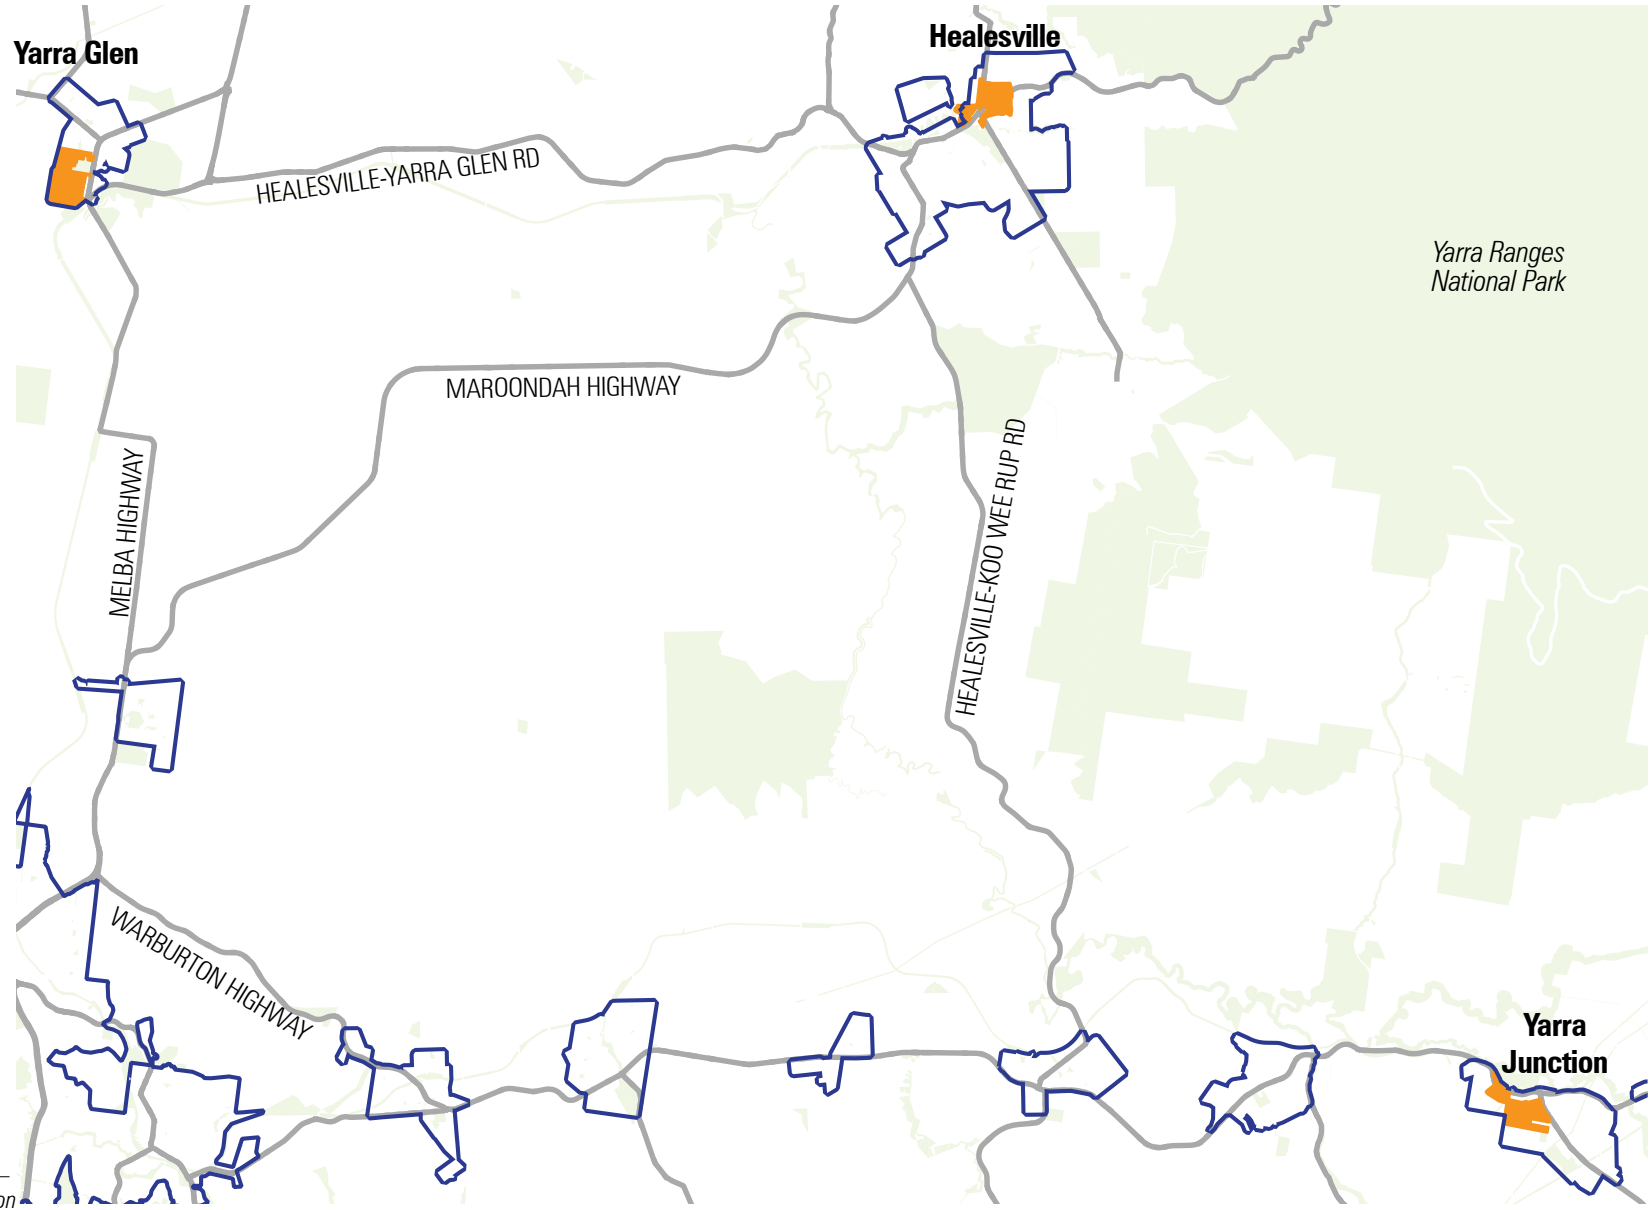 Yarra Glen
Healesville
HEALESVILLE-YARRA GLEN RD
Yarra Ranges
National Park
MAROONDAH HIGHWAY
MELBA HIGHWAY
HEALESVILLE-KOO WEE RUP RD
WARBURTON HIGHWAY
Yarra
Junction
on